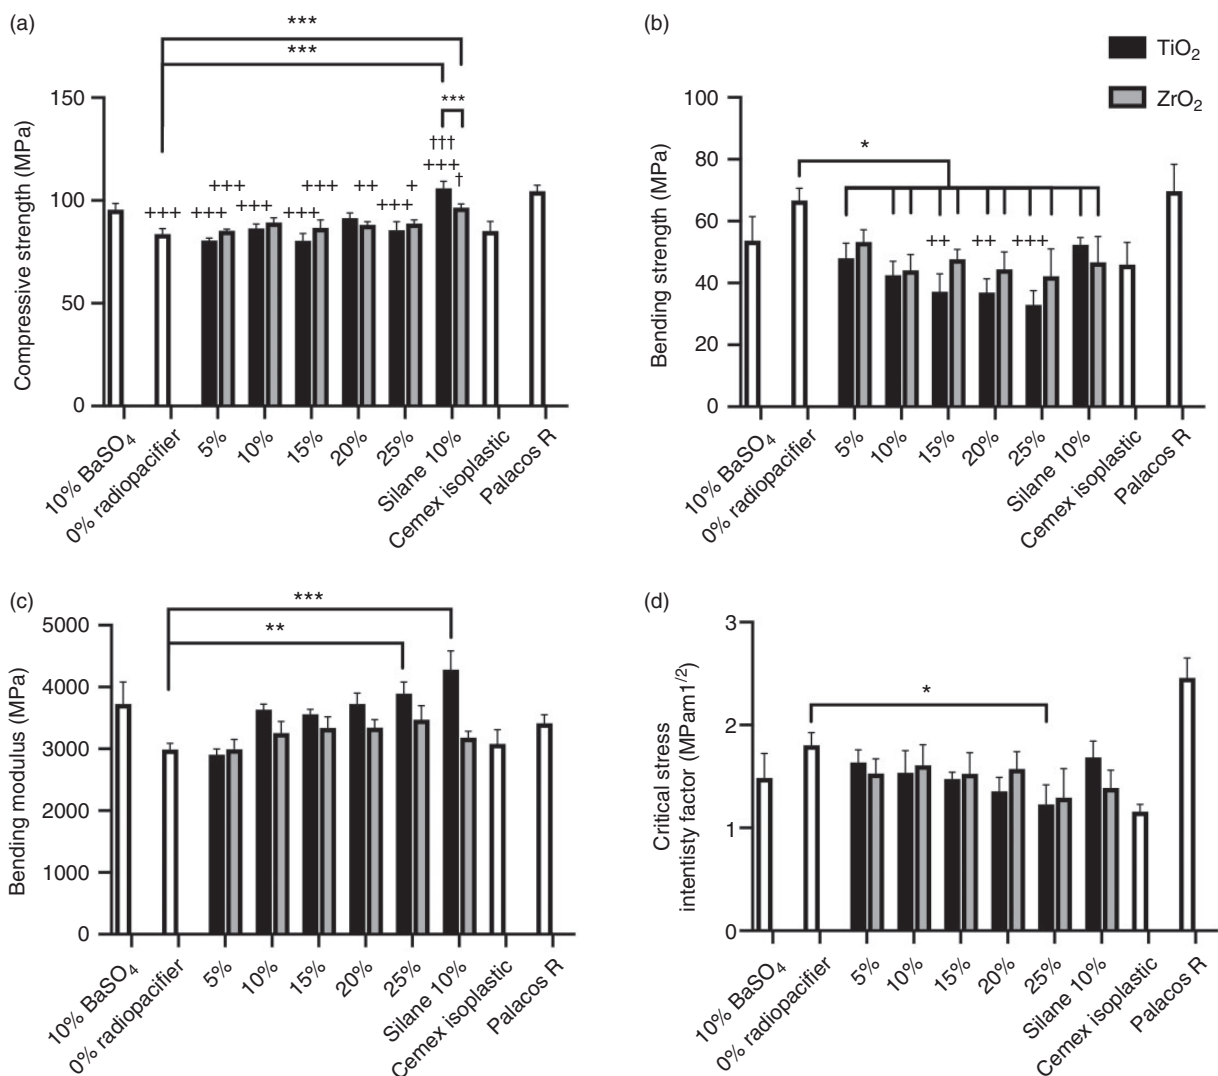 (a)
***
***
150
***
†††
+++
†
+++
+++
+++
+++
+++
+++
++
+++
+
100
50
0
Compressive strength (MPa)
10% BaSO₄
0% radiopacifier
5%
10%
15%
20%
25%
Silane 10%
Cemex isoplastic
Palacos R
(b)
TiO₂
ZrO₂
100
*
80
60
++
++
+++
40
20
0
Bending strength (MPa)
10% BaSO₄
0% radiopacifier
5%
10%
15%
20%
25%
Silane 10%
Cemex isoplastic
Palacos R
(c)
***
**
5000
4000
3000
2000
1000
0
Bending modulus (MPa)
10% BaSO₄
0% radiopacifier
5%
10%
15%
20%
25%
Silane 10%
Cemex isoplastic
Palacos R
(d)
3
*
2
1
0
Critical stress
intentisty factor (MPam1^/2)
10% BaSO₄
0% radiopacifier
5%
10%
15%
20%
25%
Silane 10%
Cemex isoplastic
Palacos R